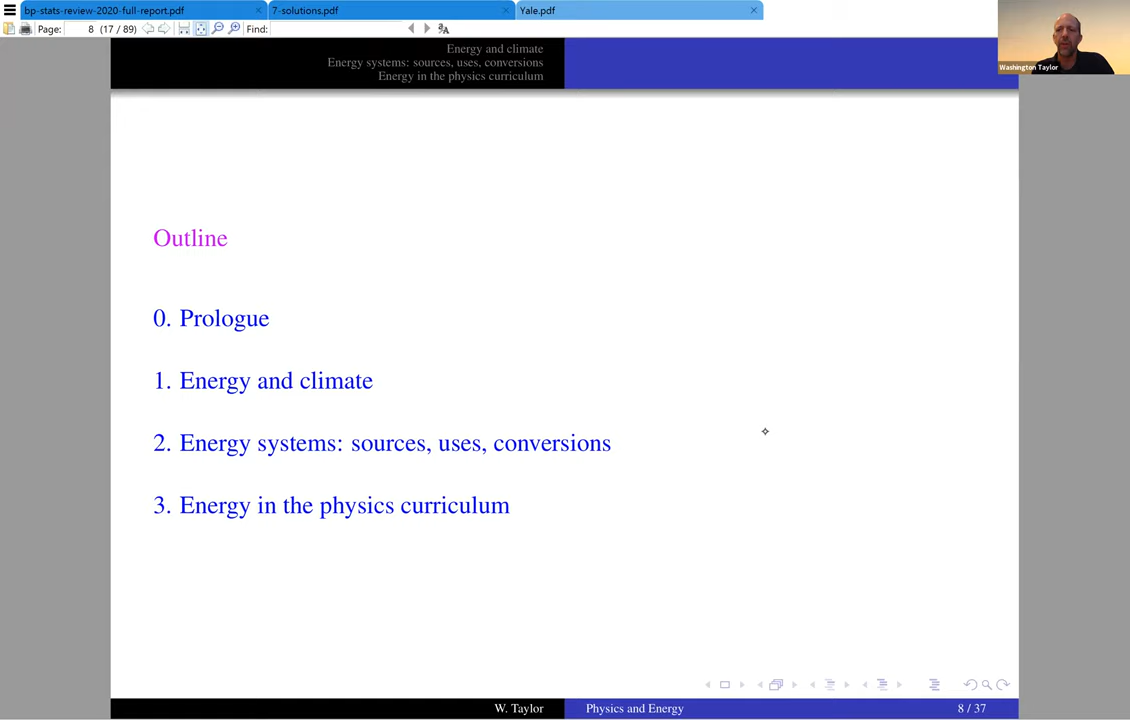 bp-stats-review-2020-full-report.pdf
7-solutions.pdf
Yale.pdf
Page: 8 (17 / 89)
Find:
Washington Taylor
Energy and climate
Energy systems: sources, uses, conversions
Energy in the physics curriculum
Outline
0. Prologue
1. Energy and climate
2. Energy systems: sources, uses, conversions
3. Energy in the physics curriculum
W. Taylor
Physics and Energy
8 / 37